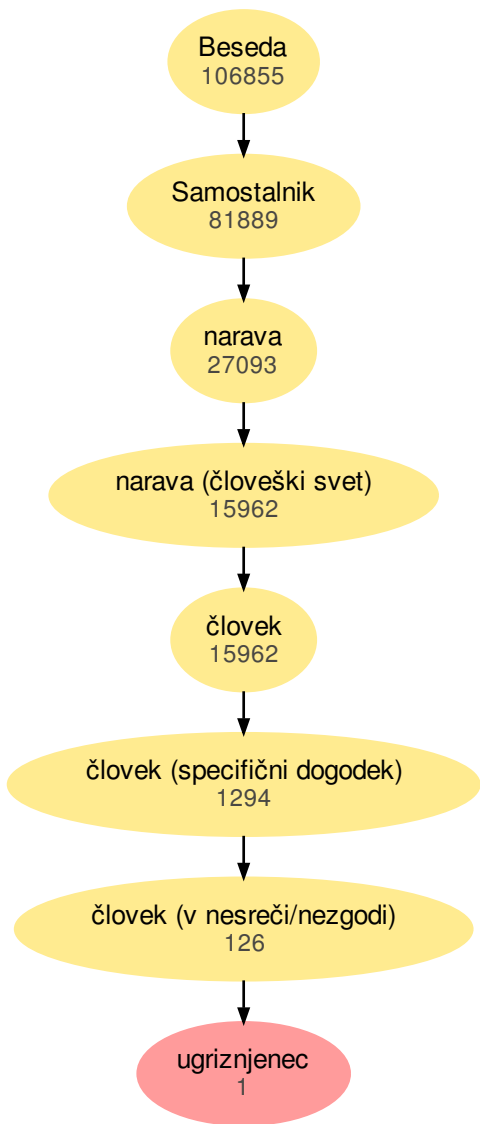 Beseda
106855
Samostalnik
81889
narava
27093
narava (človeški svet)
15962
človek
15962
človek (specifični dogodek)
1294
človek (v nesreči/nezgodi)
126
ugriznjenec
1